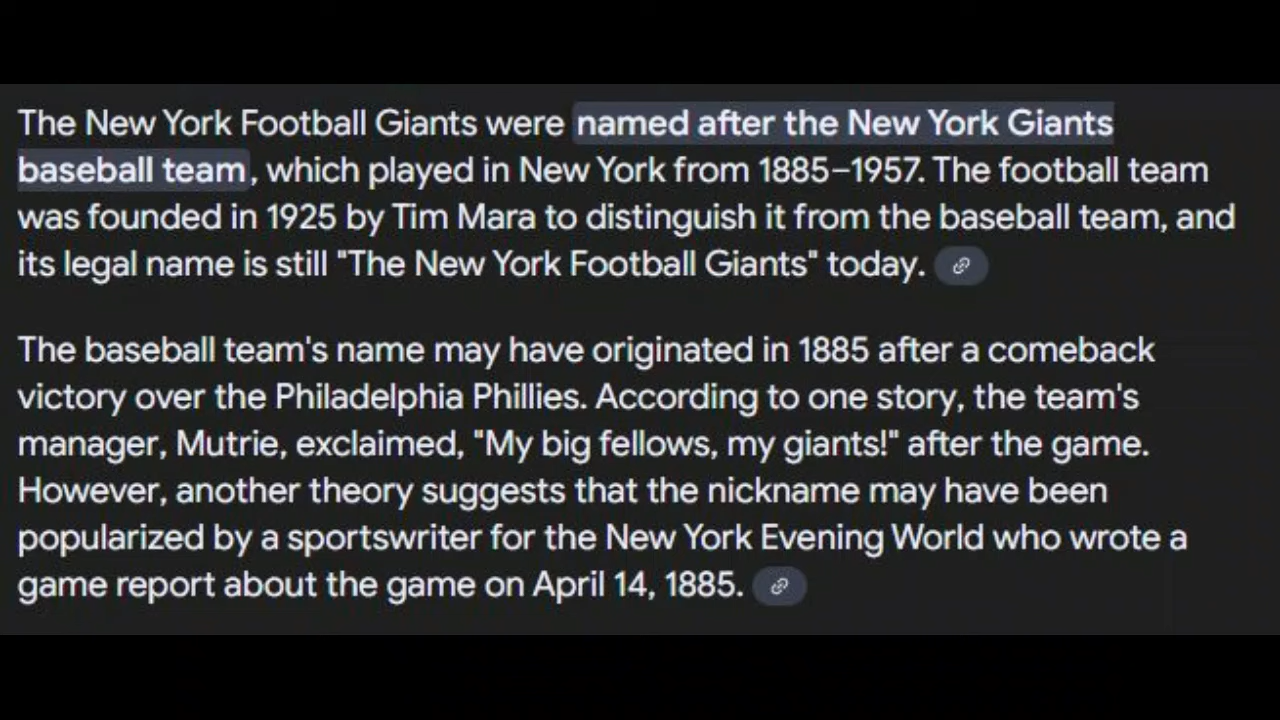 The New York Football Giants were named after the New York Giants
baseball team, which played in New York from 1885–1957. The football team
was founded in 1925 by Tim Mara to distinguish it from the baseball team, and
its legal name is still "The New York Football Giants" today.
The baseball team's name may have originated in 1885 after a comeback
victory over the Philadelphia Phillies. According to one story, the team's
manager, Mutrie, exclaimed, "My big fellows, my giants!" after the game.
However, another theory suggests that the nickname may have been
popularized by a sportswriter for the New York Evening World who wrote a
game report about the game on April 14, 1885.